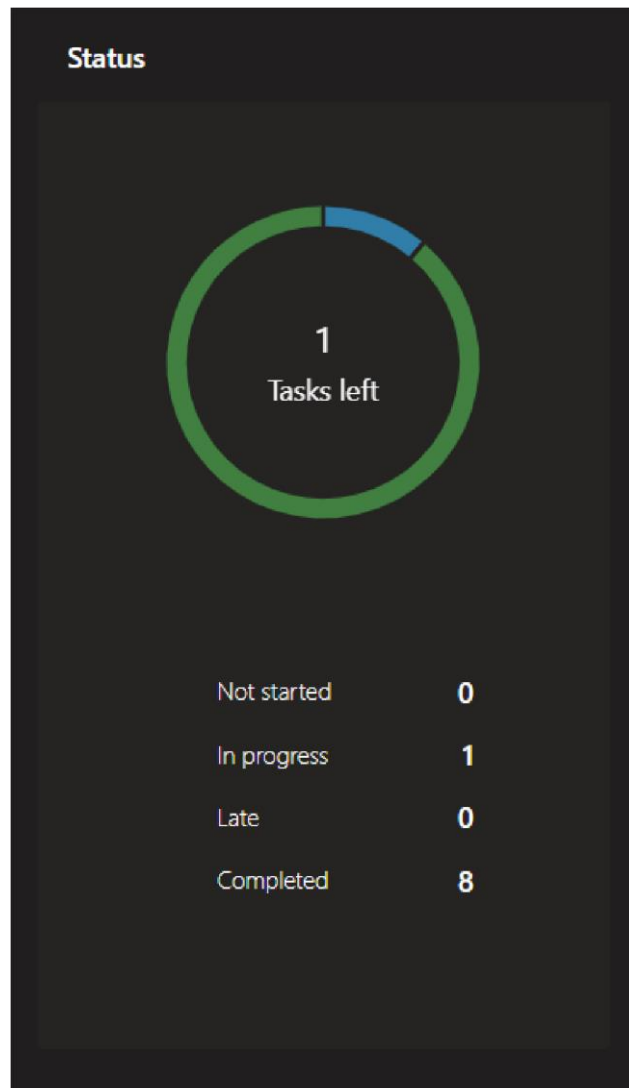 Status
1
Tasks left
Not started 0
In progress 1
Late 0
Completed 8